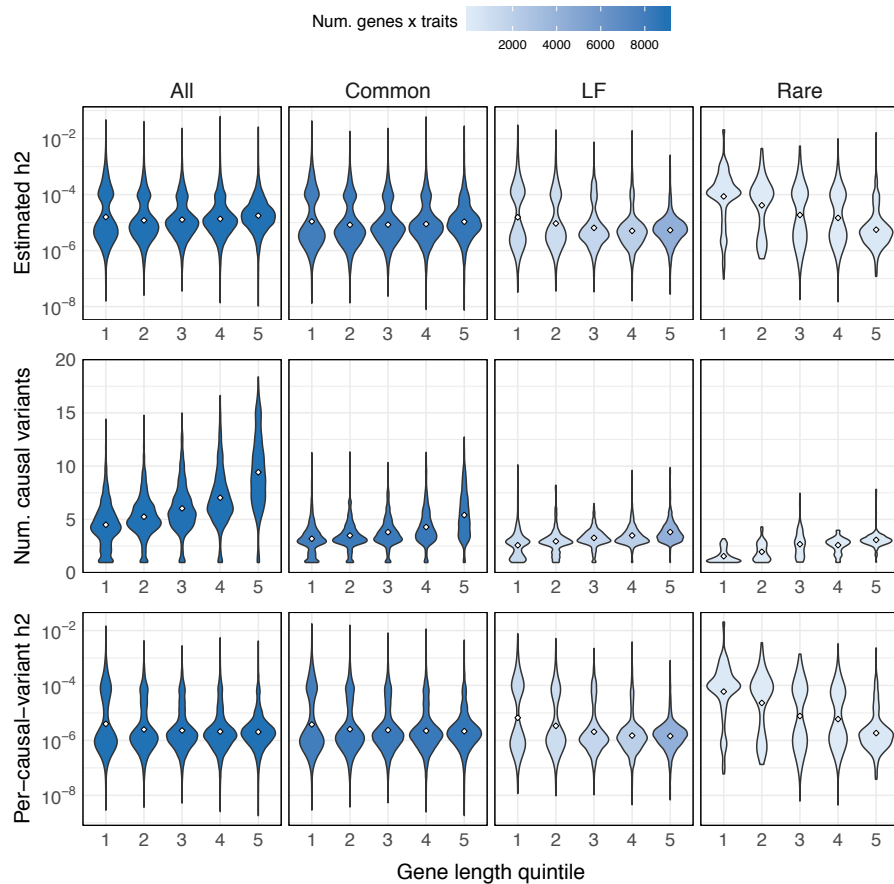 Num. genes x traits
2000 4000 6000 8000
All Common LF Rare
Estimated h2
10−2
10−4
10−6
10−8
1 2 3 4 5 1 2 3 4 5 1 2 3 4 5 1 2 3 4 5
Num. causal variants
20
15
10
5
0
1 2 3 4 5 1 2 3 4 5 1 2 3 4 5 1 2 3 4 5
Per−causal−variant h2
10−2
10−4
10−6
10−8
1 2 3 4 5 1 2 3 4 5 1 2 3 4 5 1 2 3 4 5
Gene length quintile